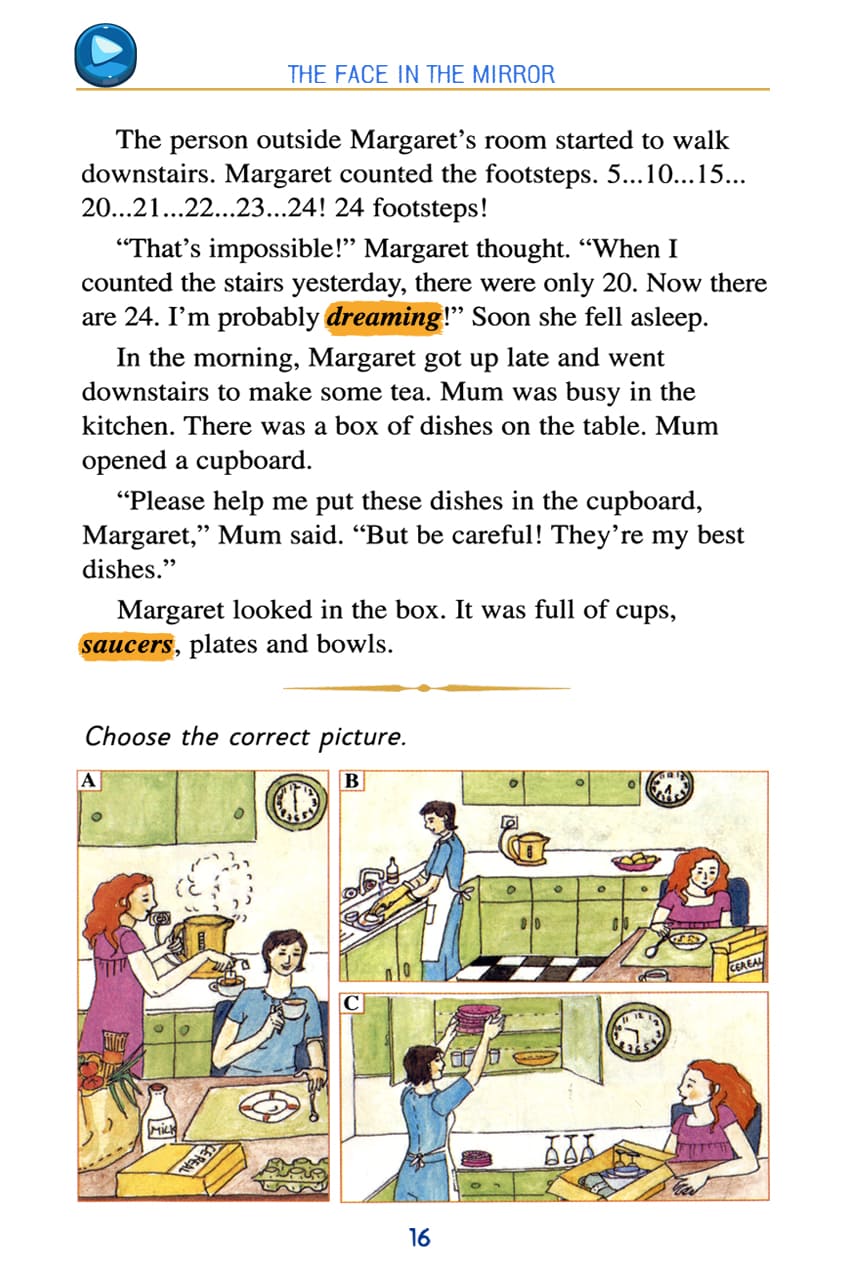 THE FACE IN THE MIRROR
The person outside Margaret’s room started to walk
downstairs. Margaret counted the footsteps. 5...10...15...
20...21...22...23...24! 24 footsteps!
“That’s impossible!” Margaret thought. “When I
counted the stairs yesterday, there were only 20. Now there
are 24. I’m probably dreaming!” Soon she fell asleep.
In the morning, Margaret got up late and went
downstairs to make some tea. Mum was busy in the
kitchen. There was a box of dishes on the table. Mum
opened a cupboard.
“Please help me put these dishes in the cupboard,
Margaret,” Mum said. “But be careful! They’re my best
dishes.”
Margaret looked in the box. It was full of cups,
saucers, plates and bowls.
Choose the correct picture.
A
MILK
CEREAL
B
CEREAL
C
16